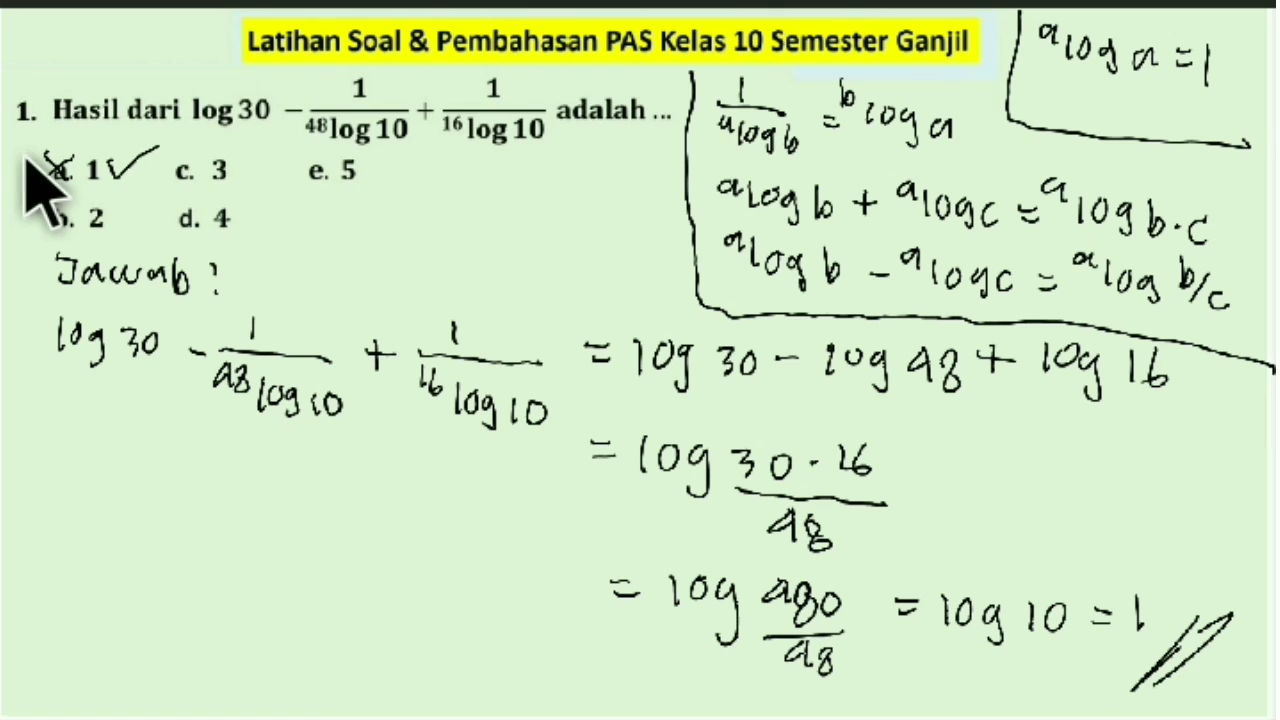 Latihan Soal & Pembahasan PAS Kelas 10 Semester Ganjil
ᵃlog a = 1
1. Hasil dari log 30 - 1/(⁴⁸log 10) + 1/(¹⁶log 10) adalah ...
a. 1 ✓ c. 3 e. 5
b. 2 d. 4
1/(ᵃlog b) = ᵇlog a
ᵃlog b + ᵃlog c = ᵃlog b.c
ᵃlog b - ᵃlog c = ᵃlog b/c
Jawab :
log 30 - 1/(⁴⁸log 10) + 1/(¹⁶log 10) = log 30 - log 48 + log 16
= log (30 . 16)/48
= log 480/48 = log 10 = 1 //